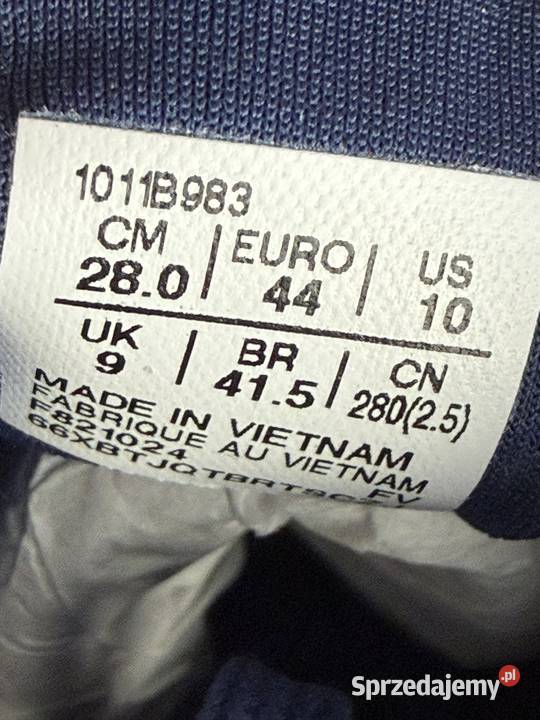 1011B983
CM | EURO | US
28.0 | 44 | 10
UK | BR | CN
9 | 41.5 | 280(2.5)
MADE IN VIETNAM
FABRIQUE AU VIETNAM
F821024 FV
Sprzedajemy.pl